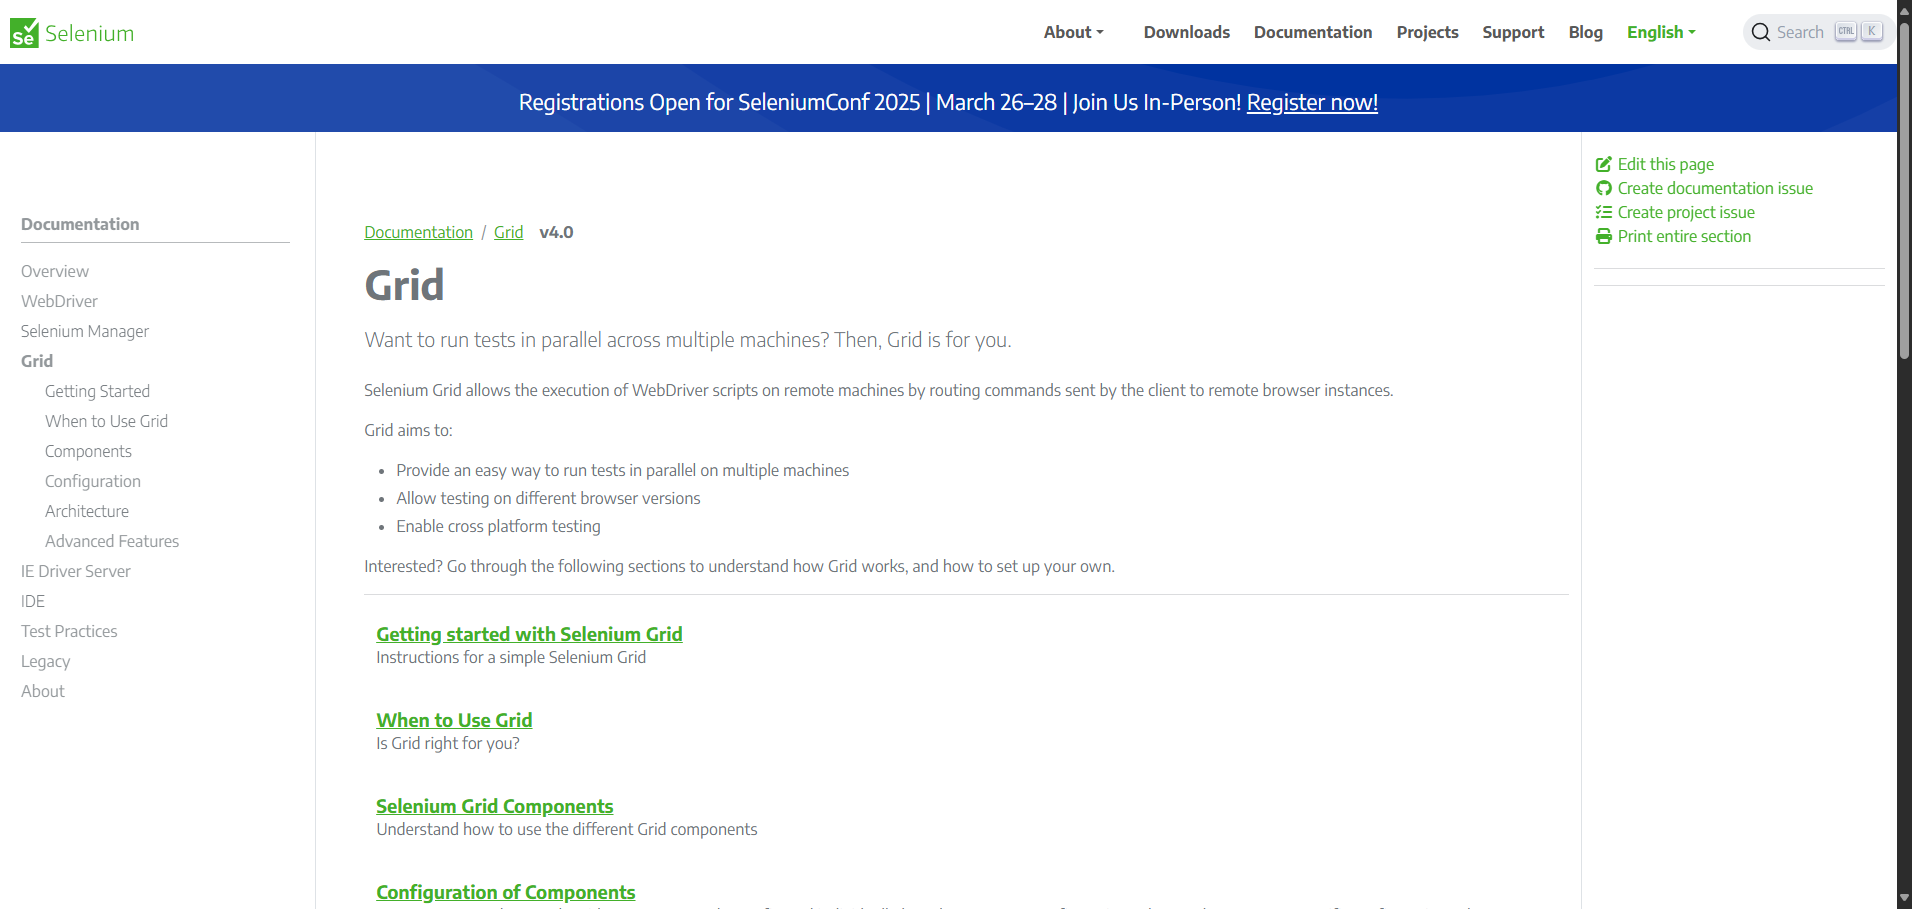 Se Selenium
About
Downloads
Documentation
Projects
Support
Blog
English
Search
CTRL
K
Registrations Open for SeleniumConf 2025 | March 26–28 | Join Us In-Person! Register now!
Documentation
Overview
WebDriver
Selenium Manager
Grid
Getting Started
When to Use Grid
Components
Configuration
Architecture
Advanced Features
IE Driver Server
IDE
Test Practices
Legacy
About
Documentation / Grid v4.0
Grid
Want to run tests in parallel across multiple machines? Then, Grid is for you.
Selenium Grid allows the execution of WebDriver scripts on remote machines by routing commands sent by the client to remote browser instances.
Grid aims to:
• Provide an easy way to run tests in parallel on multiple machines
• Allow testing on different browser versions
• Enable cross platform testing
Interested? Go through the following sections to understand how Grid works, and how to set up your own.
Getting started with Selenium Grid
Instructions for a simple Selenium Grid
When to Use Grid
Is Grid right for you?
Selenium Grid Components
Understand how to use the different Grid components
Configuration of Components
Edit this page
Create documentation issue
Create project issue
Print entire section